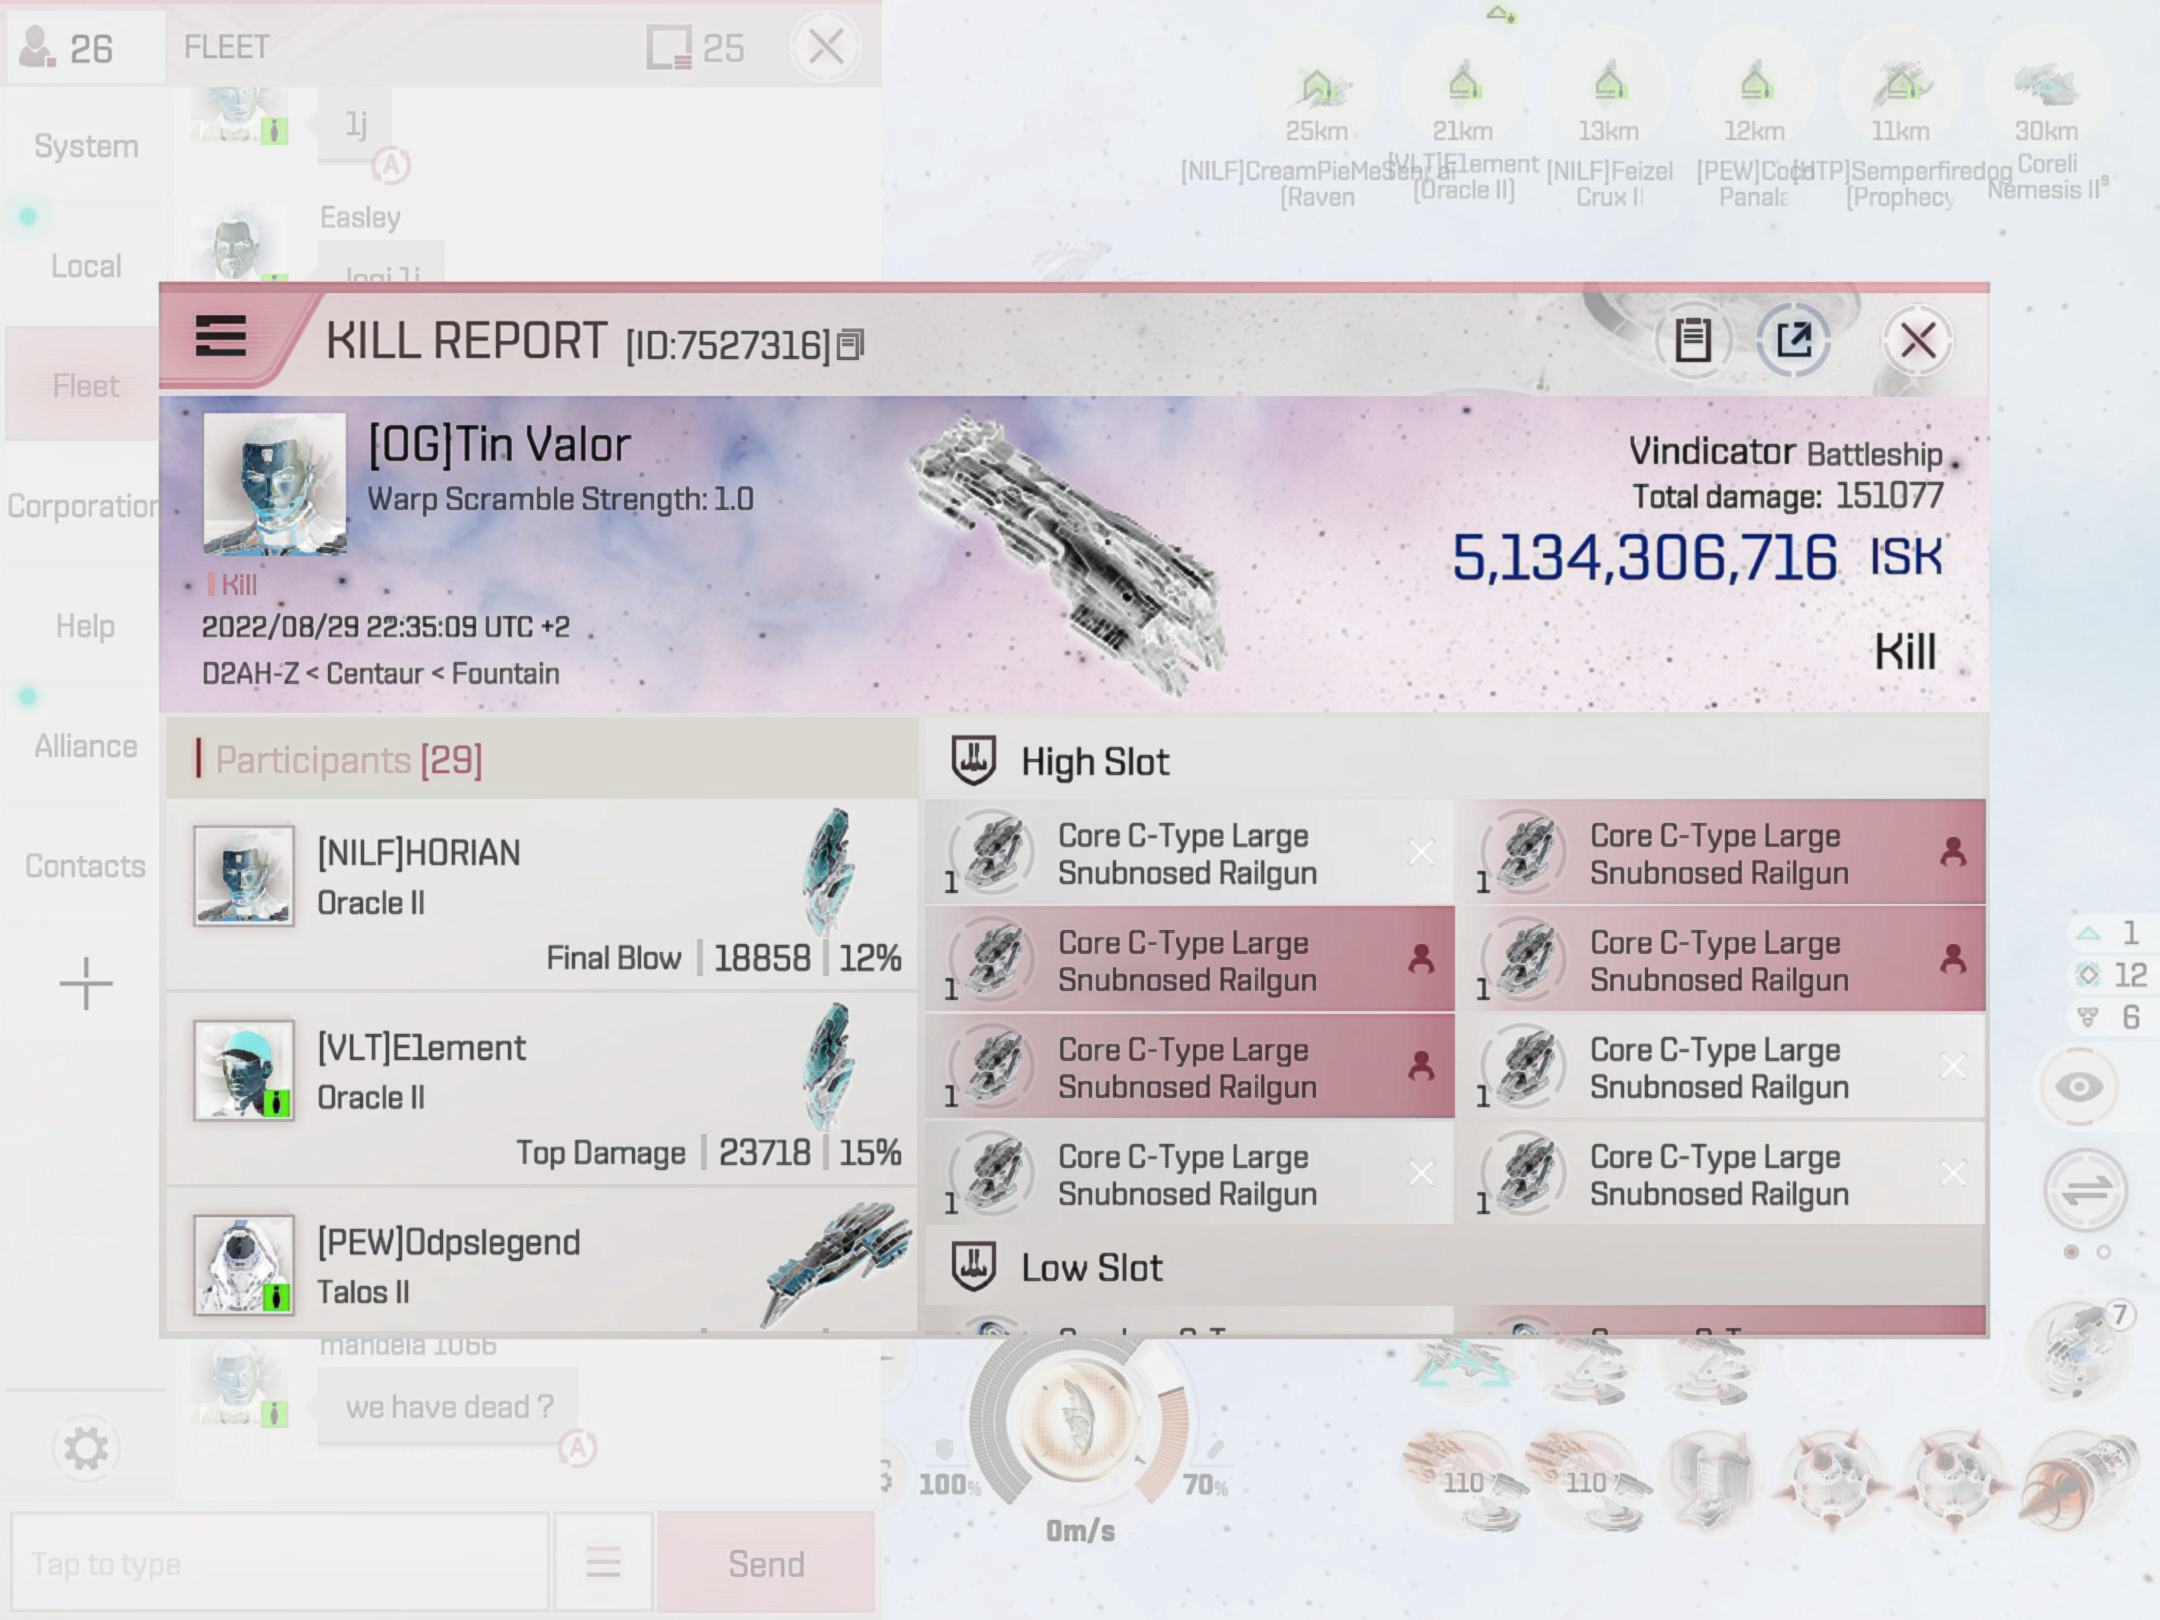 26
FLEET
25
System
Local
Fleet
Corporation
Help
Alliance
Contacts
1j
Easley
logi 1j
25km
21km
13km
12km
11km
30km
[VLT]E1ement
(Oracle II)
[NILF]Feizel
Crux II
[HTP]Semperfiredog
(Prophecy
Coreli
Nemesis II
(Raven
KILL REPORT [ID:7527316]
[OG]Tin Valor
Warp Scramble Strength: 1.0
Kill
2022/08/29 22:35:09 UTC +2
D2AH-Z < Centaur < Fountain
Vindicator Battleship
Total damage: 151077
5,134,306,716 ISK
Kill
Participants [29]
[NILF]HORIAN
Oracle II
Final Blow | 18858 | 12%
[VLT]E1ement
Oracle II
Top Damage | 23718 | 15%
[PEW]Odpslegend
Talos II
High Slot
Core C-Type Large
Snubnosed Railgun
1
Core C-Type Large
Snubnosed Railgun
1
Core C-Type Large
Snubnosed Railgun
1
Core C-Type Large
Snubnosed Railgun
1
Core C-Type Large
Snubnosed Railgun
1
Core C-Type Large
Snubnosed Railgun
1
Core C-Type Large
Snubnosed Railgun
1
Core C-Type Large
Snubnosed Railgun
1
Low Slot
1
12
6
7
mandela 1066
we have dead ?
100%
70%
0m/s
110
110
Tap to type
Send